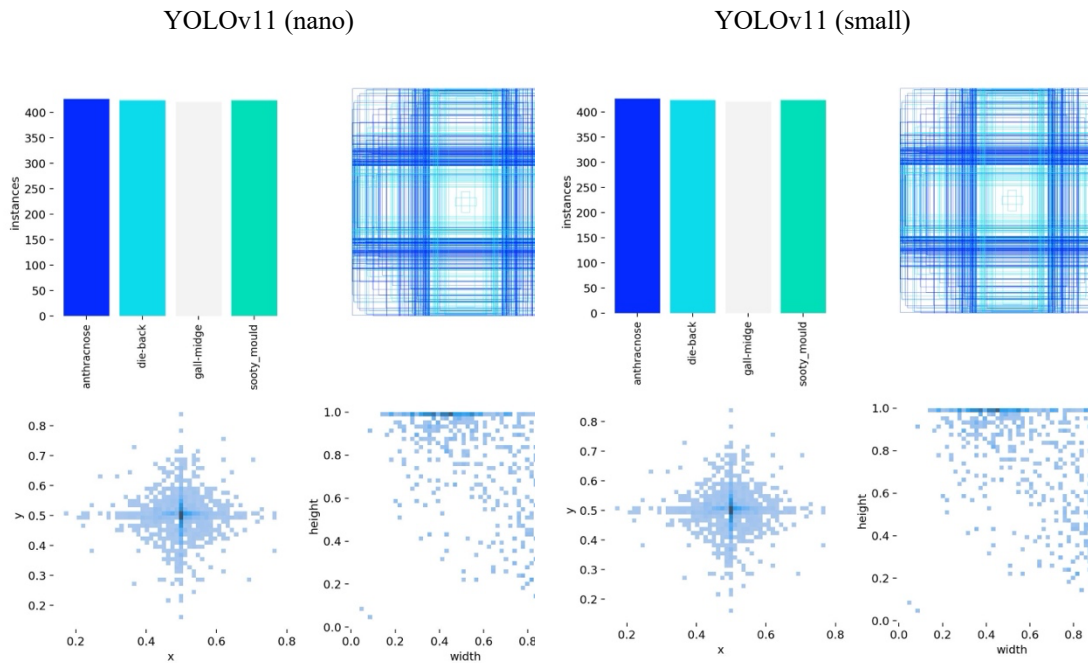 YOLOv11 (nano)
YOLOv11 (small)
instances
400
350
300
250
200
150
100
50
0
anthracnose
die-back
gall-midge
sooty_mould
instances
400
350
300
250
200
150
100
50
0
anthracnose
die-back
gall-midge
sooty_mould
y
0.8
0.7
0.6
0.5
0.4
0.3
0.2
0.2 0.4 0.6 0.8
x
height
1.0
0.8
0.6
0.4
0.2
0.0
0.0 0.2 0.4 0.6 0.8
width
y
0.8
0.7
0.6
0.5
0.4
0.3
0.2
0.2 0.4 0.6 0.8
x
height
1.0
0.8
0.6
0.4
0.2
0.0
0.0 0.2 0.4 0.6 0.8
width